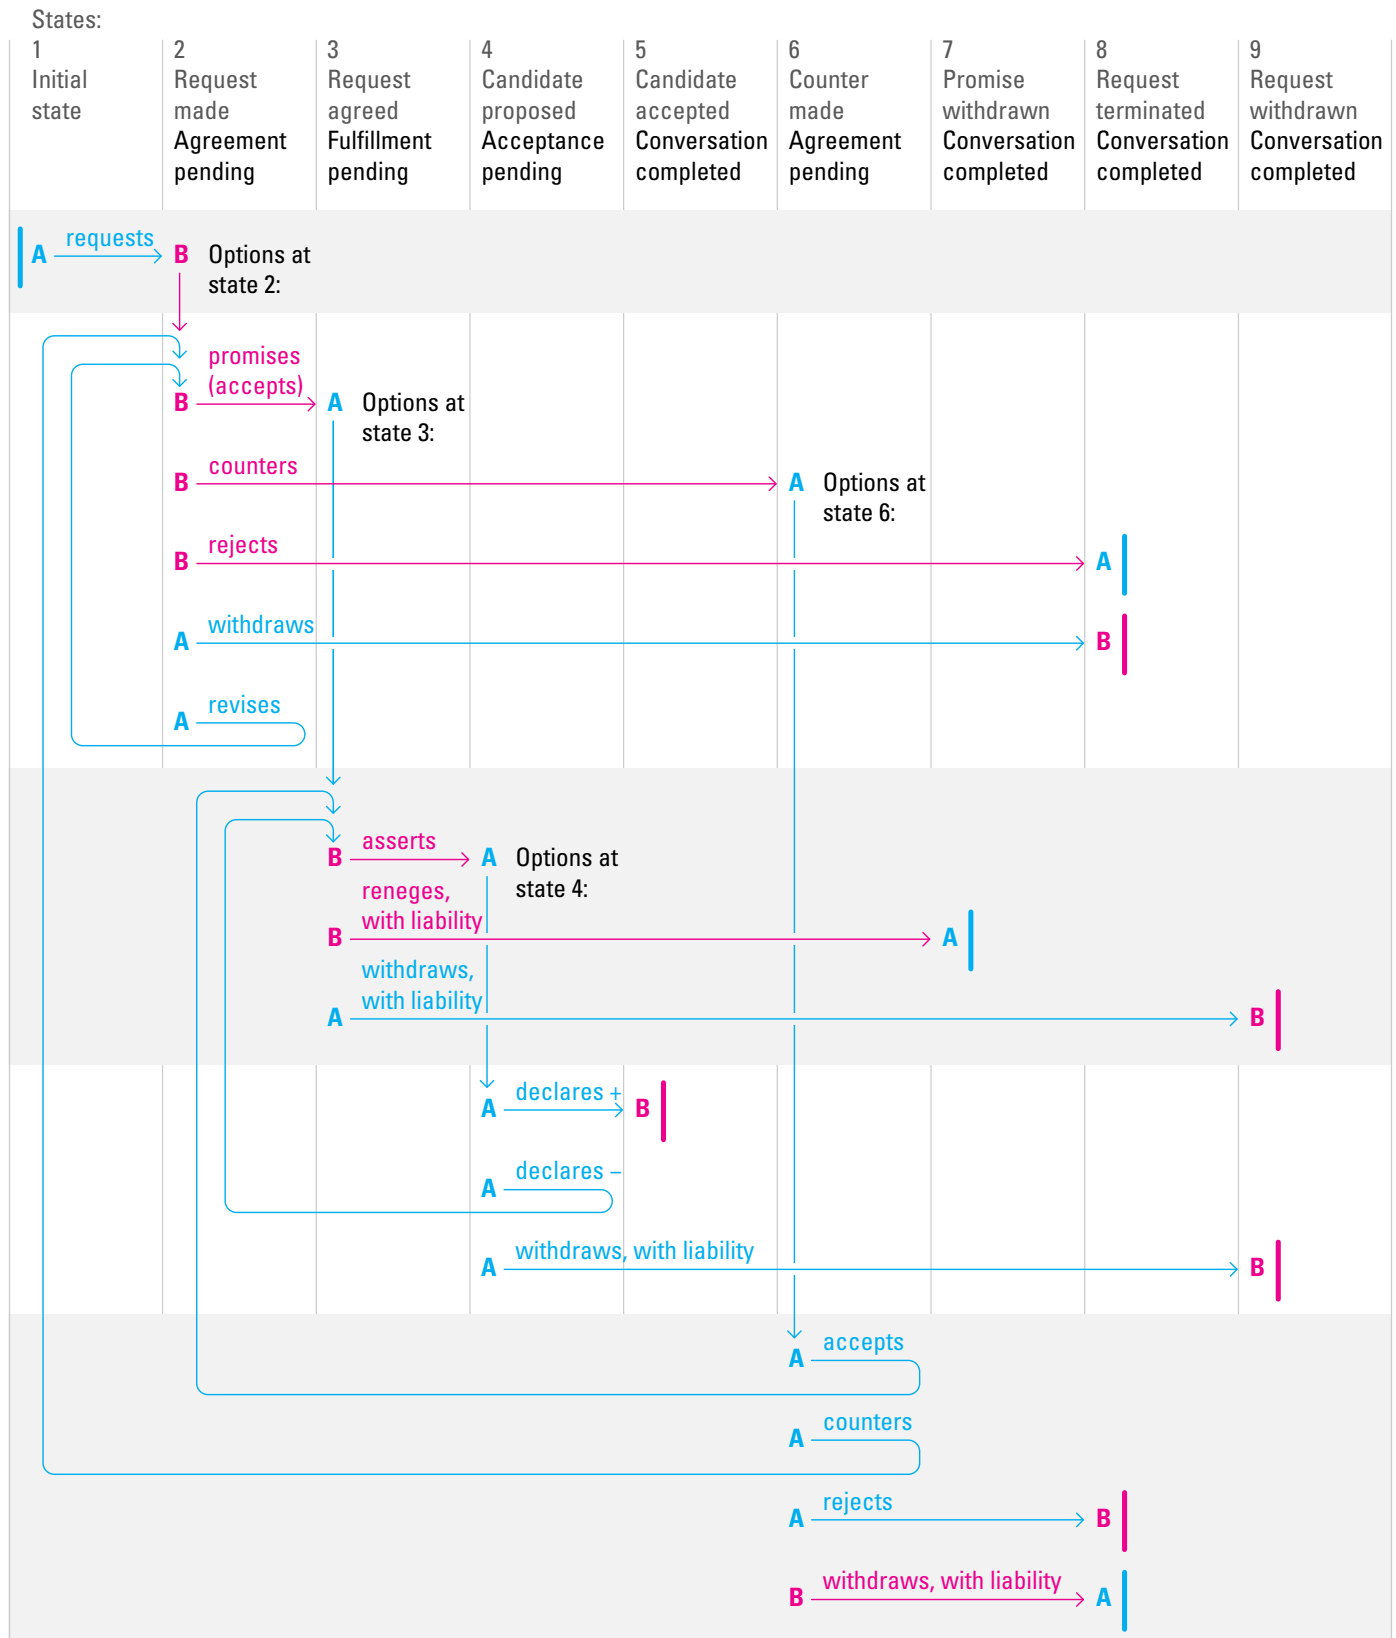 States:
1
Initial
state
2
Request
made
Agreement
pending
3
Request
agreed
Fulfillment
pending
4
Candidate
proposed
Acceptance
pending
5
Candidate
accepted
Conversation
completed
6
Counter
made
Agreement
pending
7
Promise
withdrawn
Conversation
completed
8
Request
terminated
Conversation
completed
9
Request
withdrawn
Conversation
completed
A requests B Options at
state 2:
promises
(accepts)
B A Options at
state 3:
counters
B A Options at
state 6:
rejects
B A
withdraws
A B
revises
A
asserts
B A Options at
state 4:
reneges,
with liability
B A
withdraws,
with liability
A B
declares +
A B
declares –
A
withdraws, with liability
A B
accepts
A
counters
A
rejects
A B
withdraws, with liability
B A